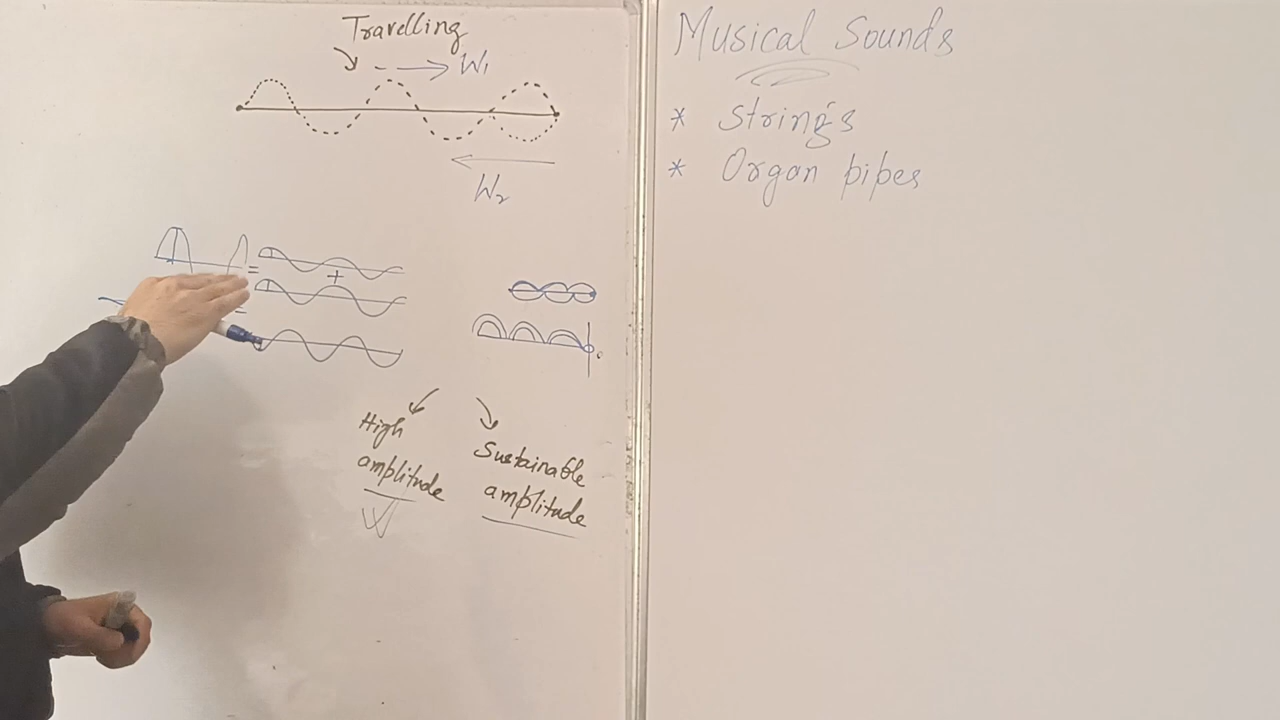 Travelling
W₁
W₂
=
+
=
High
amplitude
Sustainable
amplitude
Musical Sounds
* Strings
* Organ pipes